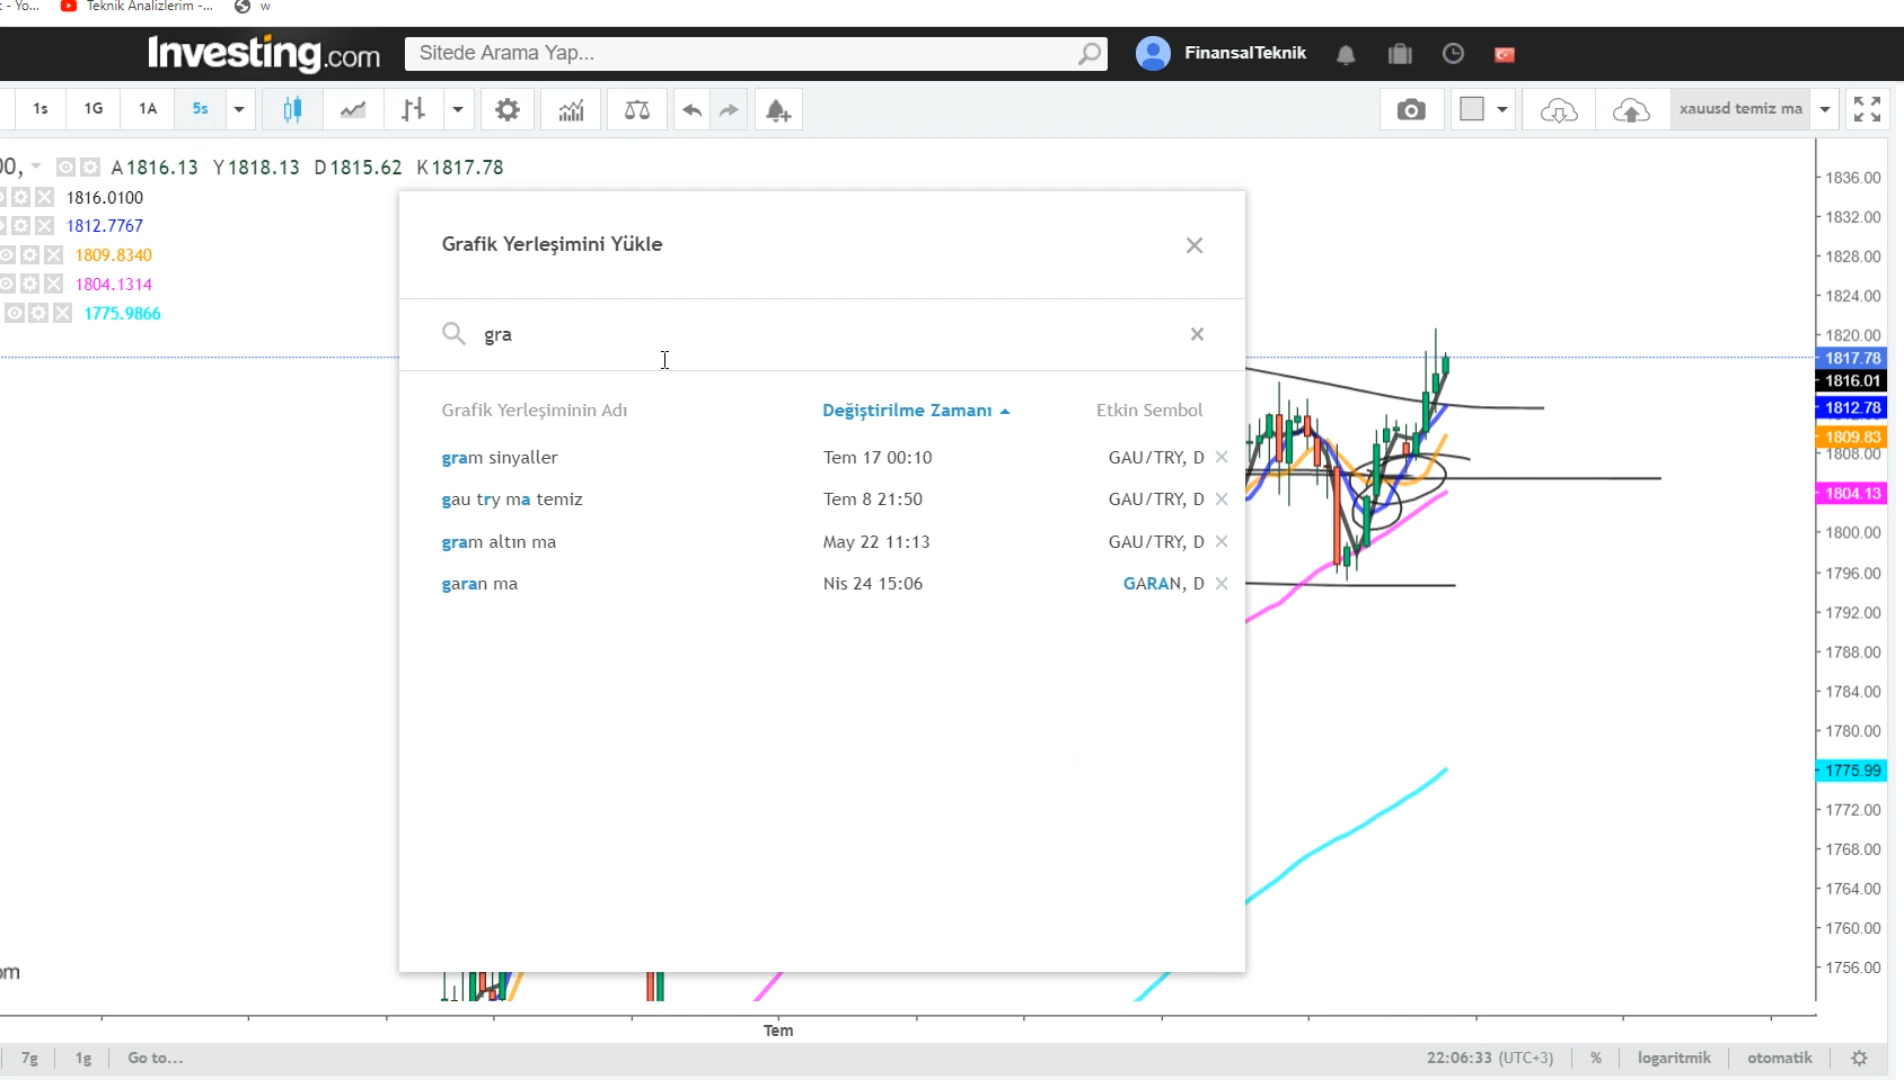 - Yo...
Teknik Analizlerim -...
w
Investing.com
Sitede Arama Yap...
FinansalTeknik
1s
1G
1A
5s
xauusd temiz ma
A1816.13 Y1818.13 D1815.62 K1817.78
1816.0100
1812.7767
1809.8340
1804.1314
1775.9866
Grafik Yerleşimini Yükle
gra
Grafik Yerleşiminin Adı
Değiştirilme Zamanı
Etkin Sembol
gram sinyaller
Tem 17 00:10
GAU/TRY, D
gau try ma temiz
Tem 8 21:50
GAU/TRY, D
gram altın ma
May 22 11:13
GAU/TRY, D
garan ma
Nis 24 15:06
GARAN, D
1836.00
1832.00
1828.00
1824.00
1820.00
1817.78
1816.01
1812.78
1809.83
1808.00
1804.13
1800.00
1796.00
1792.00
1788.00
1784.00
1780.00
1775.99
1772.00
1768.00
1764.00
1760.00
1756.00
om
Tem
7g
1g
Go to...
22:06:33 (UTC+3)
%
logaritmik
otomatik